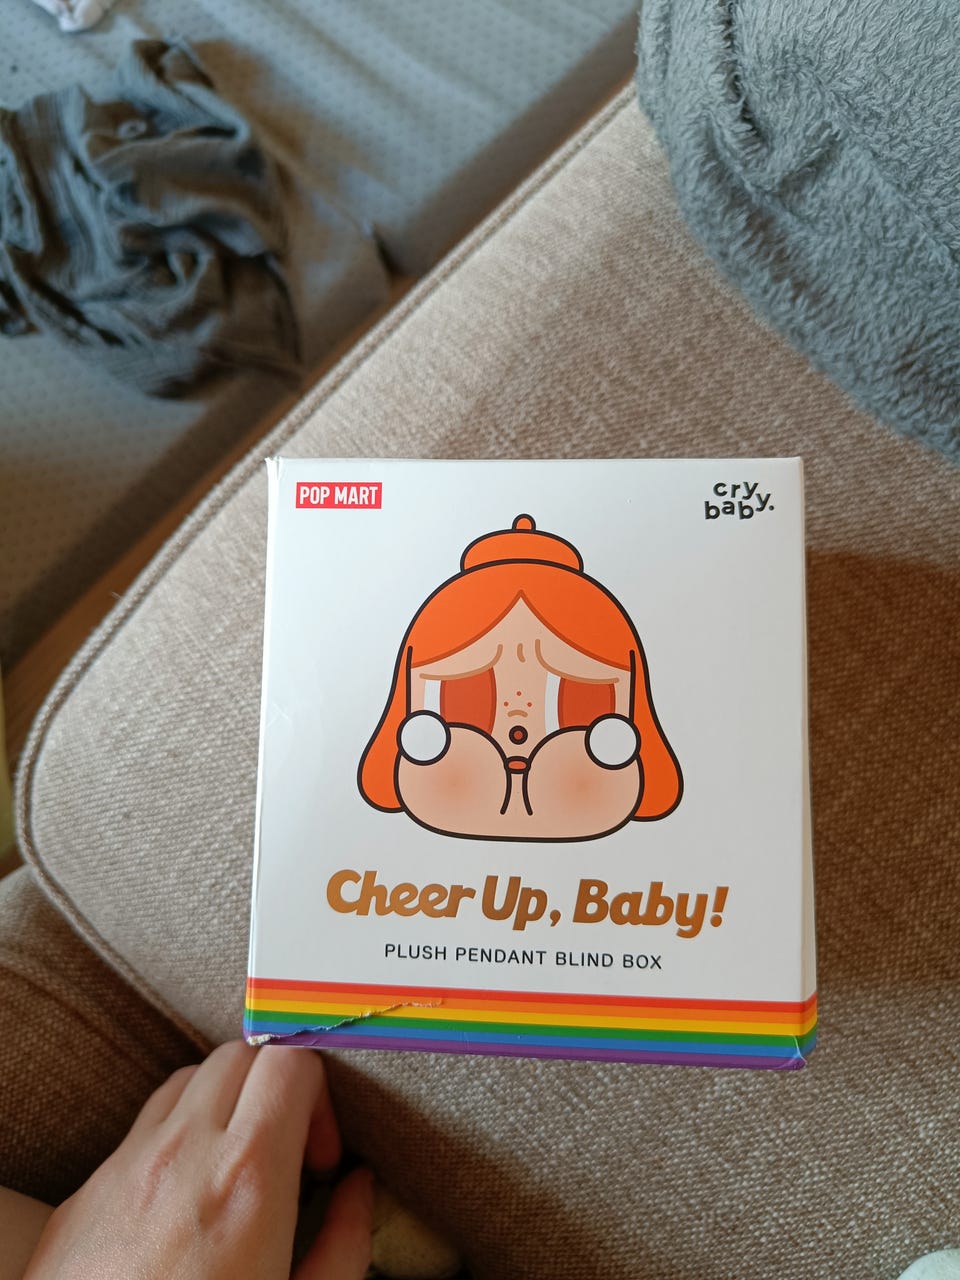 POP MART
cry
baby.
Cheer Up, Baby!
PLUSH PENDANT BLIND BOX